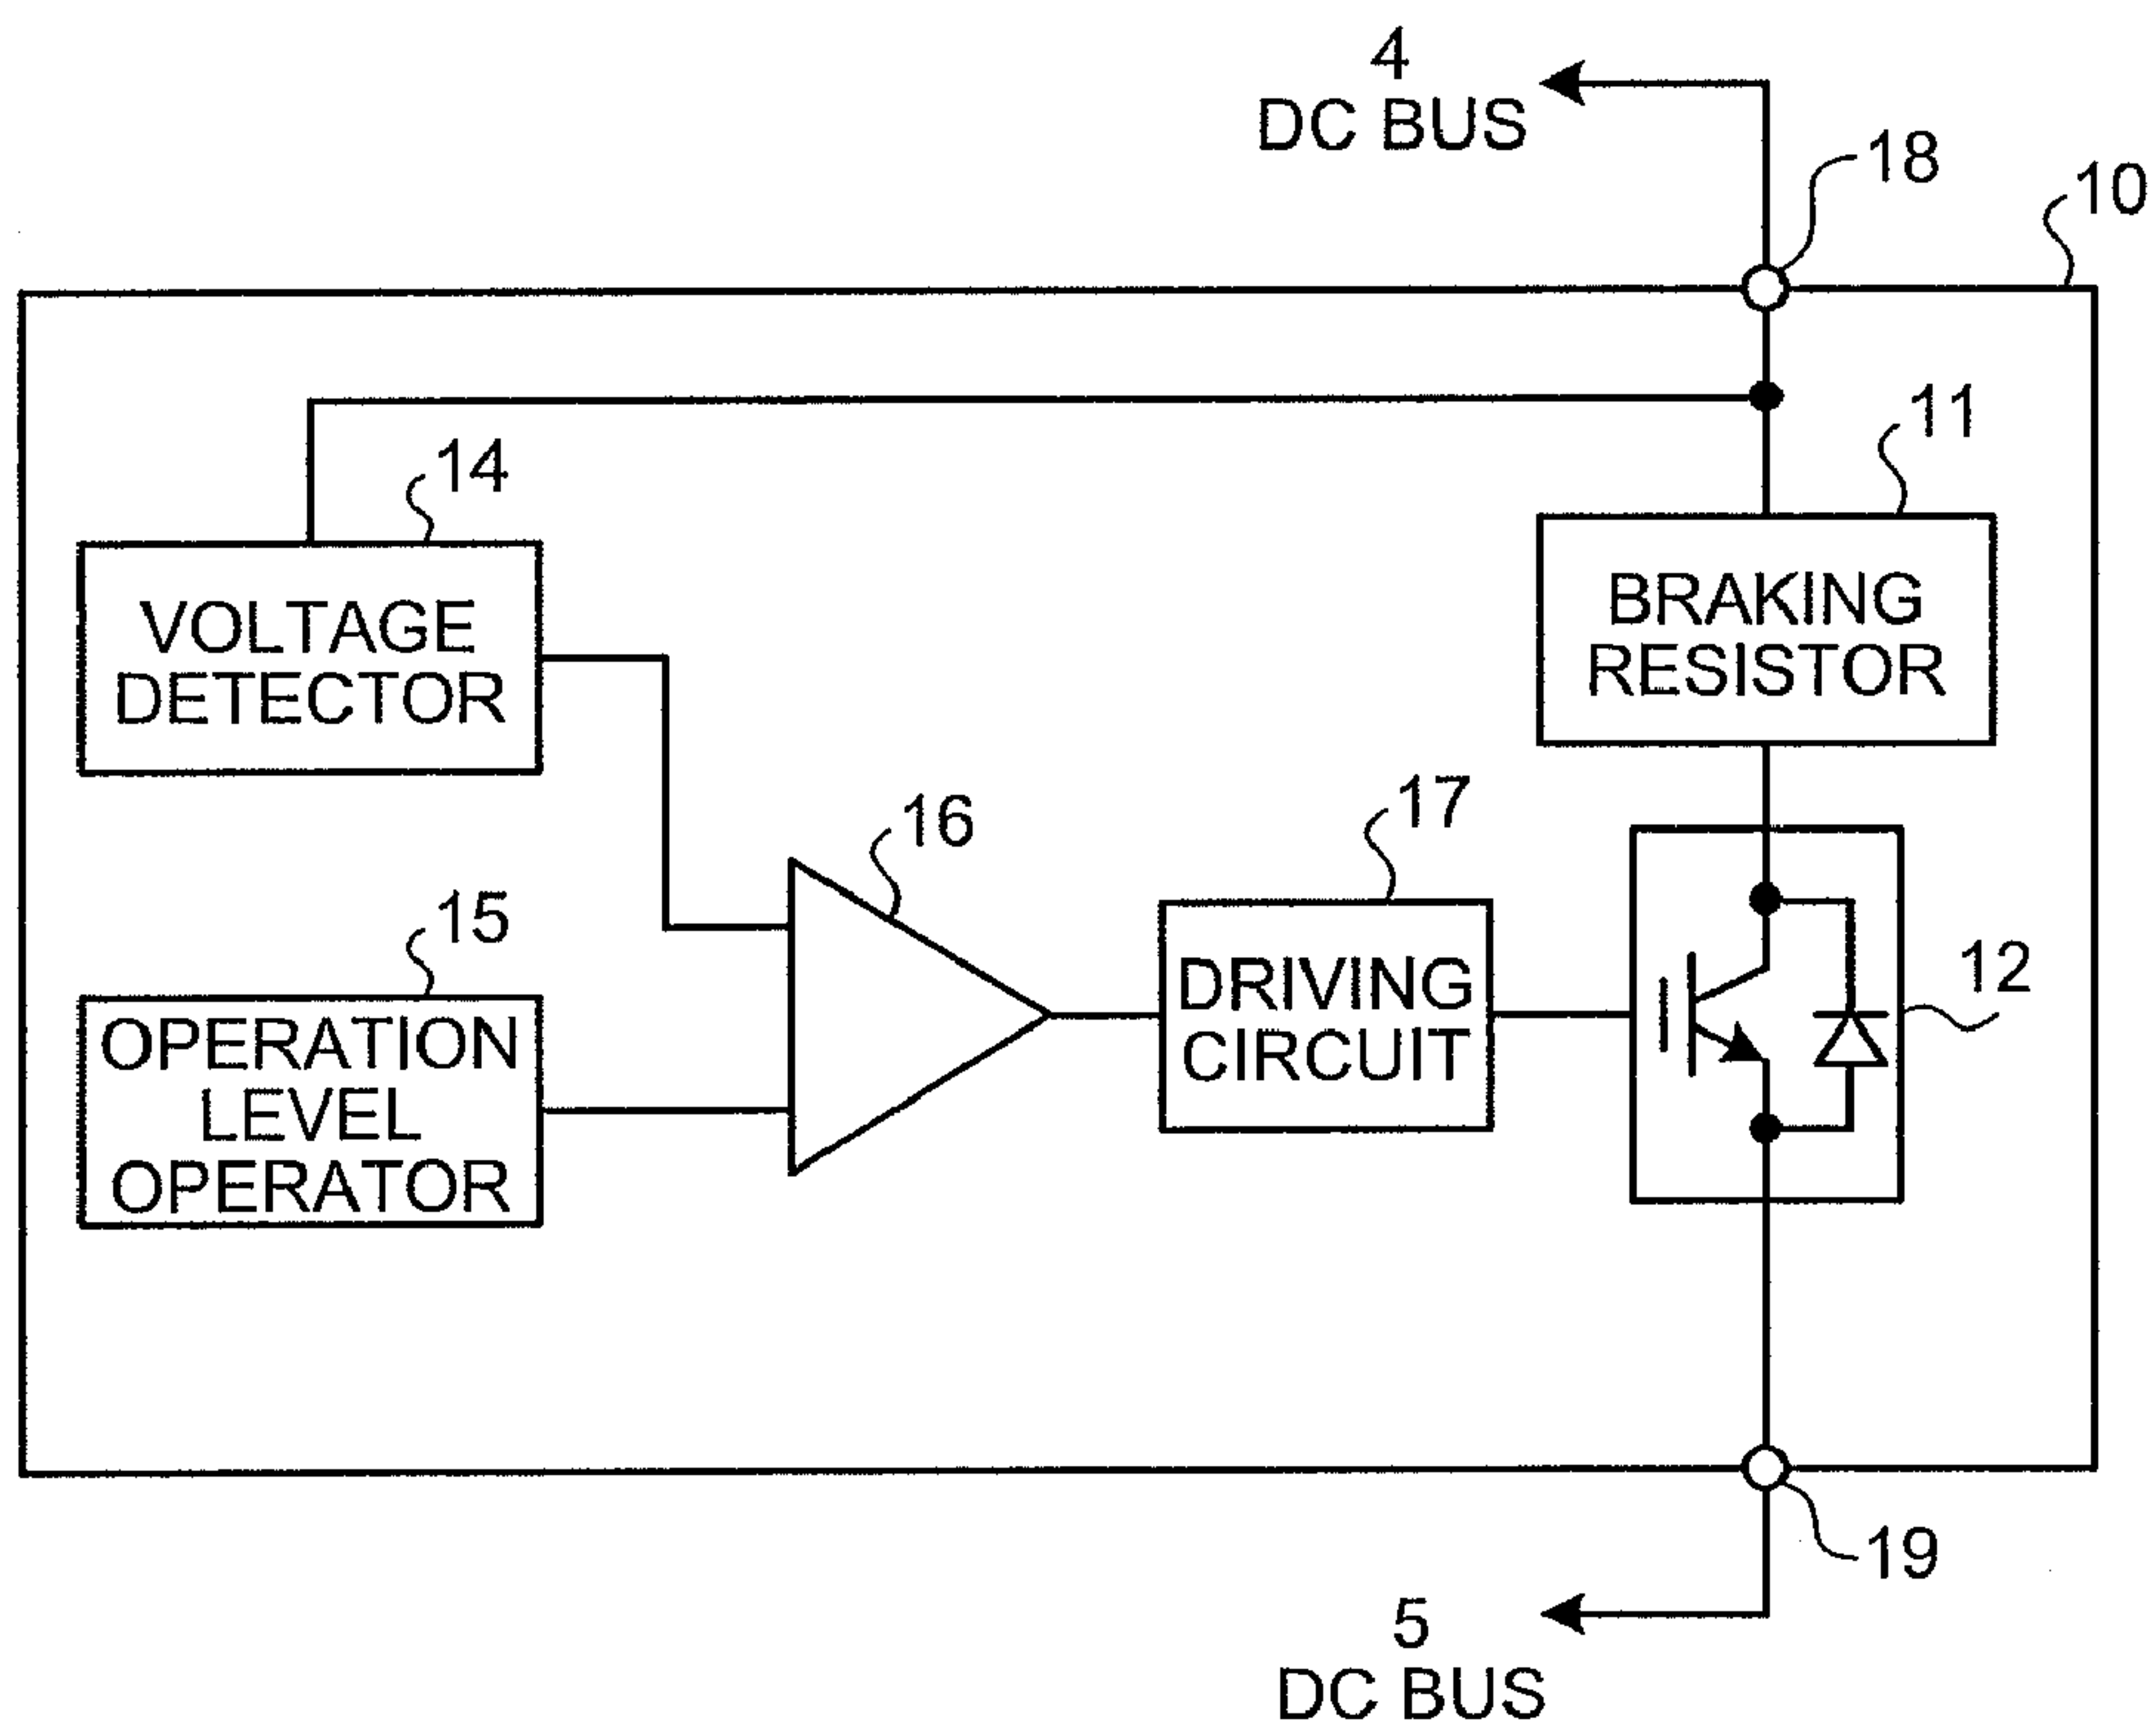 4
DC BUS
18
10
11
14
BRAKING
RESISTOR
VOLTAGE
DETECTOR
17
16
15
12
DRIVING
CIRCUIT
OPERATION
LEVEL
OPERATOR
19
5
DC BUS